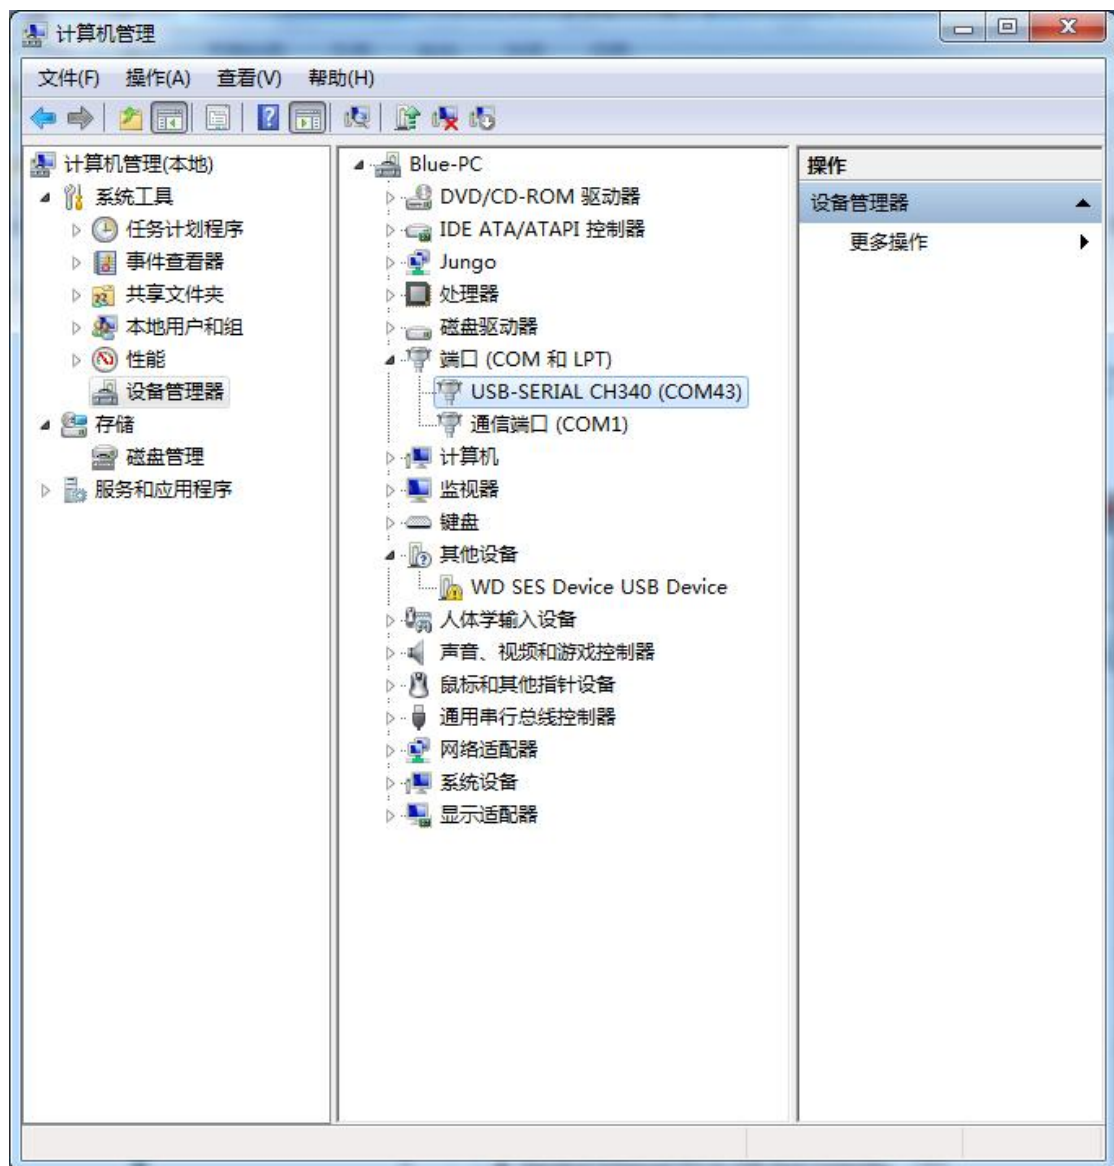 计算机管理
文件(F) 操作(A) 查看(V) 帮助(H)
计算机管理(本地)
系统工具
任务计划程序
事件查看器
共享文件夹
本地用户和组
性能
设备管理器
存储
磁盘管理
服务和应用程序
Blue-PC
DVD/CD-ROM 驱动器
IDE ATA/ATAPI 控制器
Jungo
处理器
磁盘驱动器
端口 (COM 和 LPT)
USB-SERIAL CH340 (COM43)
通信端口 (COM1)
计算机
监视器
键盘
其他设备
WD SES Device USB Device
人体学输入设备
声音、视频和游戏控制器
鼠标和其他指针设备
通用串行总线控制器
网络适配器
系统设备
显示适配器
操作
设备管理器
更多操作